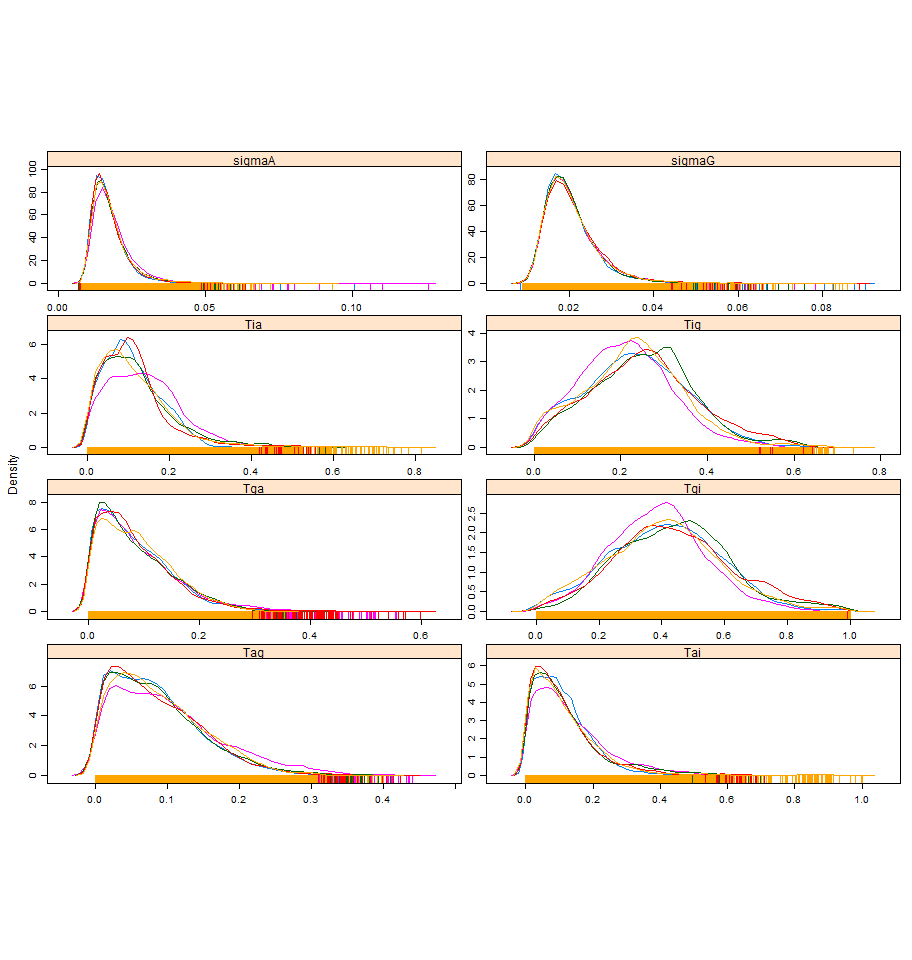 Density
sigmaA
0 20 40 60 80 100
0.00 0.05 0.10
sigmaG
0 20 40 60 80
0.02 0.04 0.06 0.08
Tia
0 2 4 6
0.0 0.2 0.4 0.6 0.8
Tig
0 1 2 3 4
0.0 0.2 0.4 0.6 0.8
Tga
0 2 4 6 8
0.0 0.2 0.4 0.6
Tgi
0.0 0.5 1.0 1.5 2.0 2.5
0.0 0.2 0.4 0.6 0.8 1.0
Tag
0 2 4 6
0.0 0.1 0.2 0.3 0.4
Tai
0 1 2 3 4 5 6
0.0 0.2 0.4 0.6 0.8 1.0